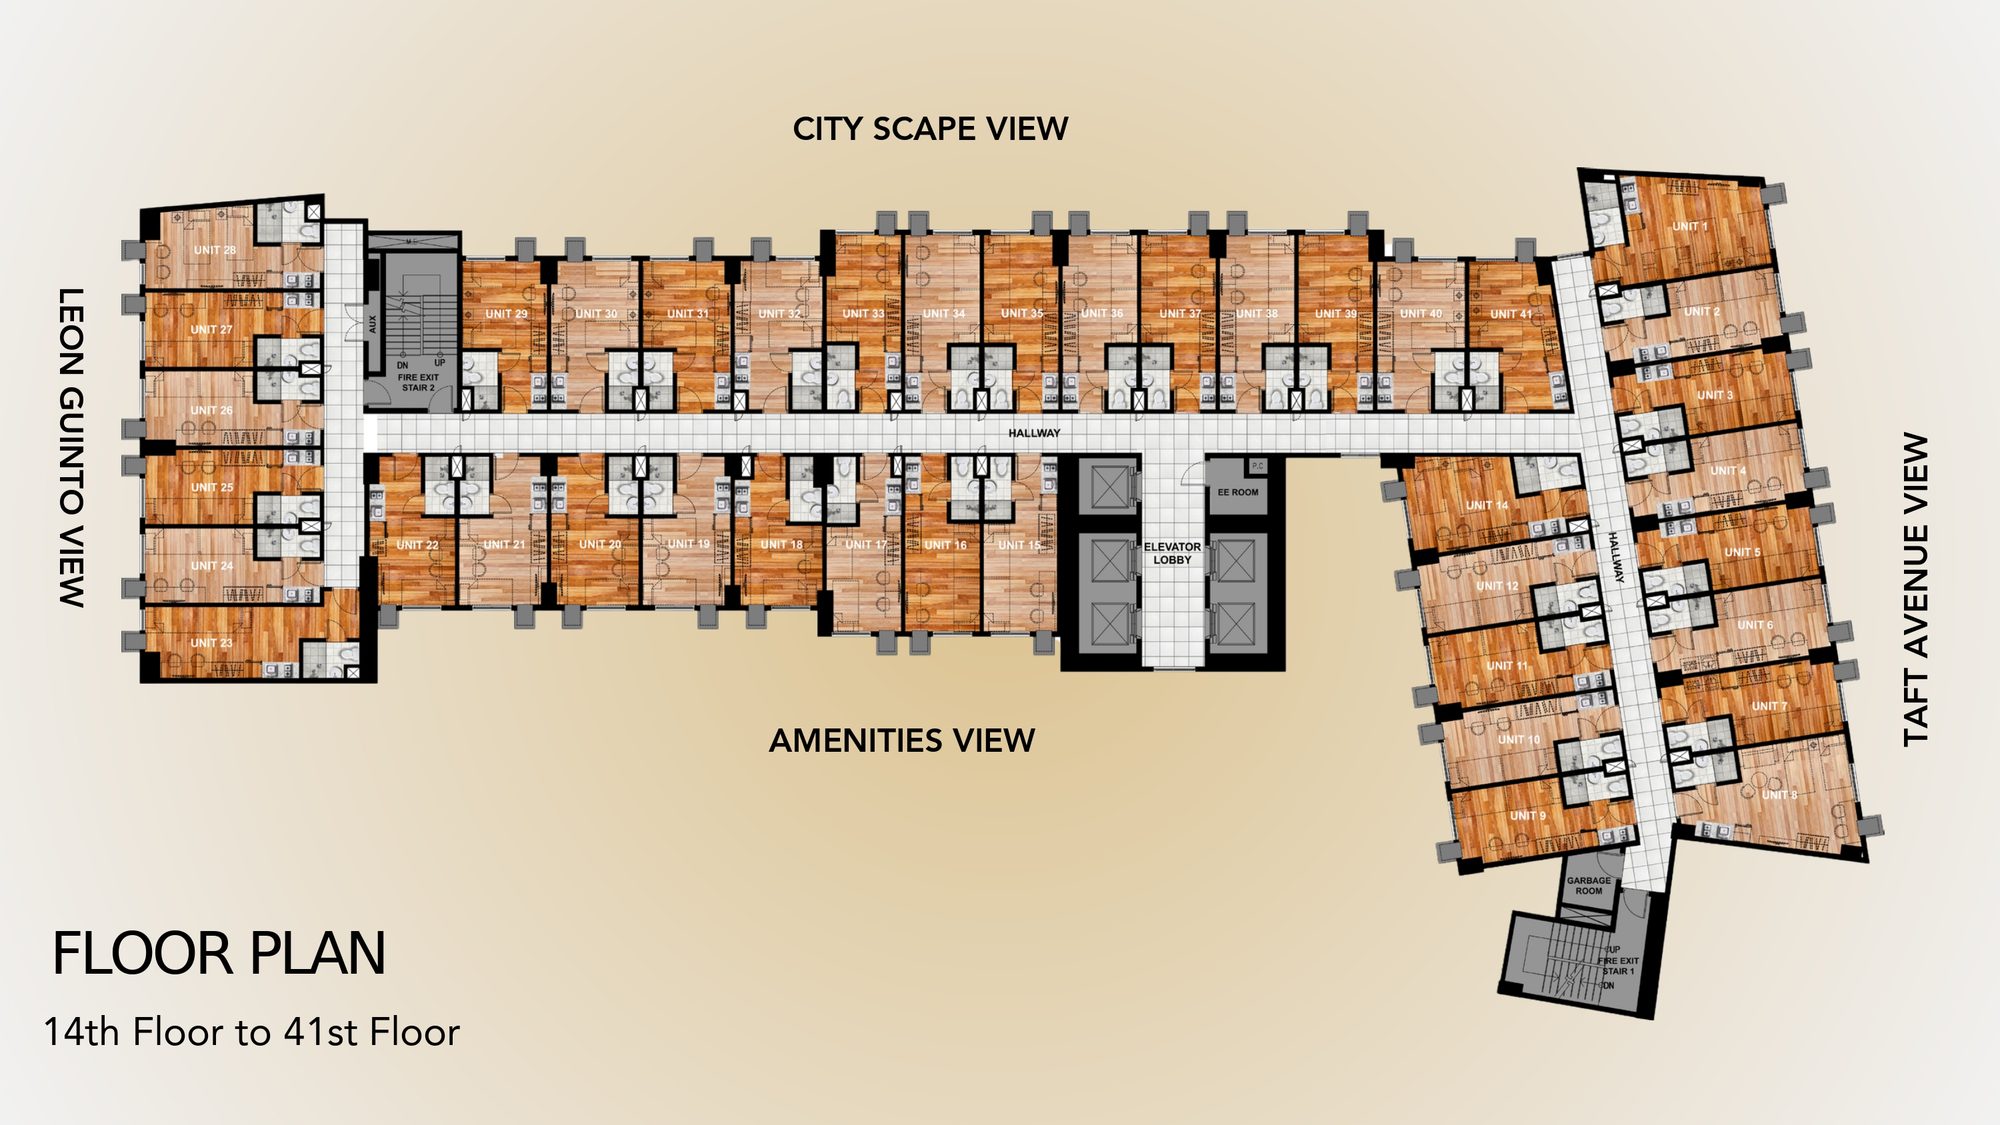 CITY SCAPE VIEW
LEON GUINTO VIEW
TAFT AVENUE VIEW
AMENITIES VIEW
UNIT 28
UNIT 27
UNIT 26
UNIT 25
UNIT 24
UNIT 23
AUX
DN
UP
FIRE EXIT
STAIR 2
UNIT 29
UNIT 30
UNIT 31
UNIT 32
UNIT 33
UNIT 34
UNIT 35
UNIT 36
UNIT 37
UNIT 38
UNIT 39
UNIT 40
UNIT 41
HALLWAY
UNIT 22
UNIT 21
UNIT 20
UNIT 19
UNIT 18
UNIT 17
UNIT 16
UNIT 15
ELEVATOR
LOBBY
P.C
EE ROOM
UNIT 1
UNIT 2
UNIT 3
UNIT 4
UNIT 5
UNIT 6
UNIT 7
UNIT 8
HALLWAY
UNIT 14
UNIT 12
UNIT 11
UNIT 10
UNIT 9
GARBAGE
ROOM
UP
FIRE EXIT
STAIR 1
DN
FLOOR PLAN
14th Floor to 41st Floor